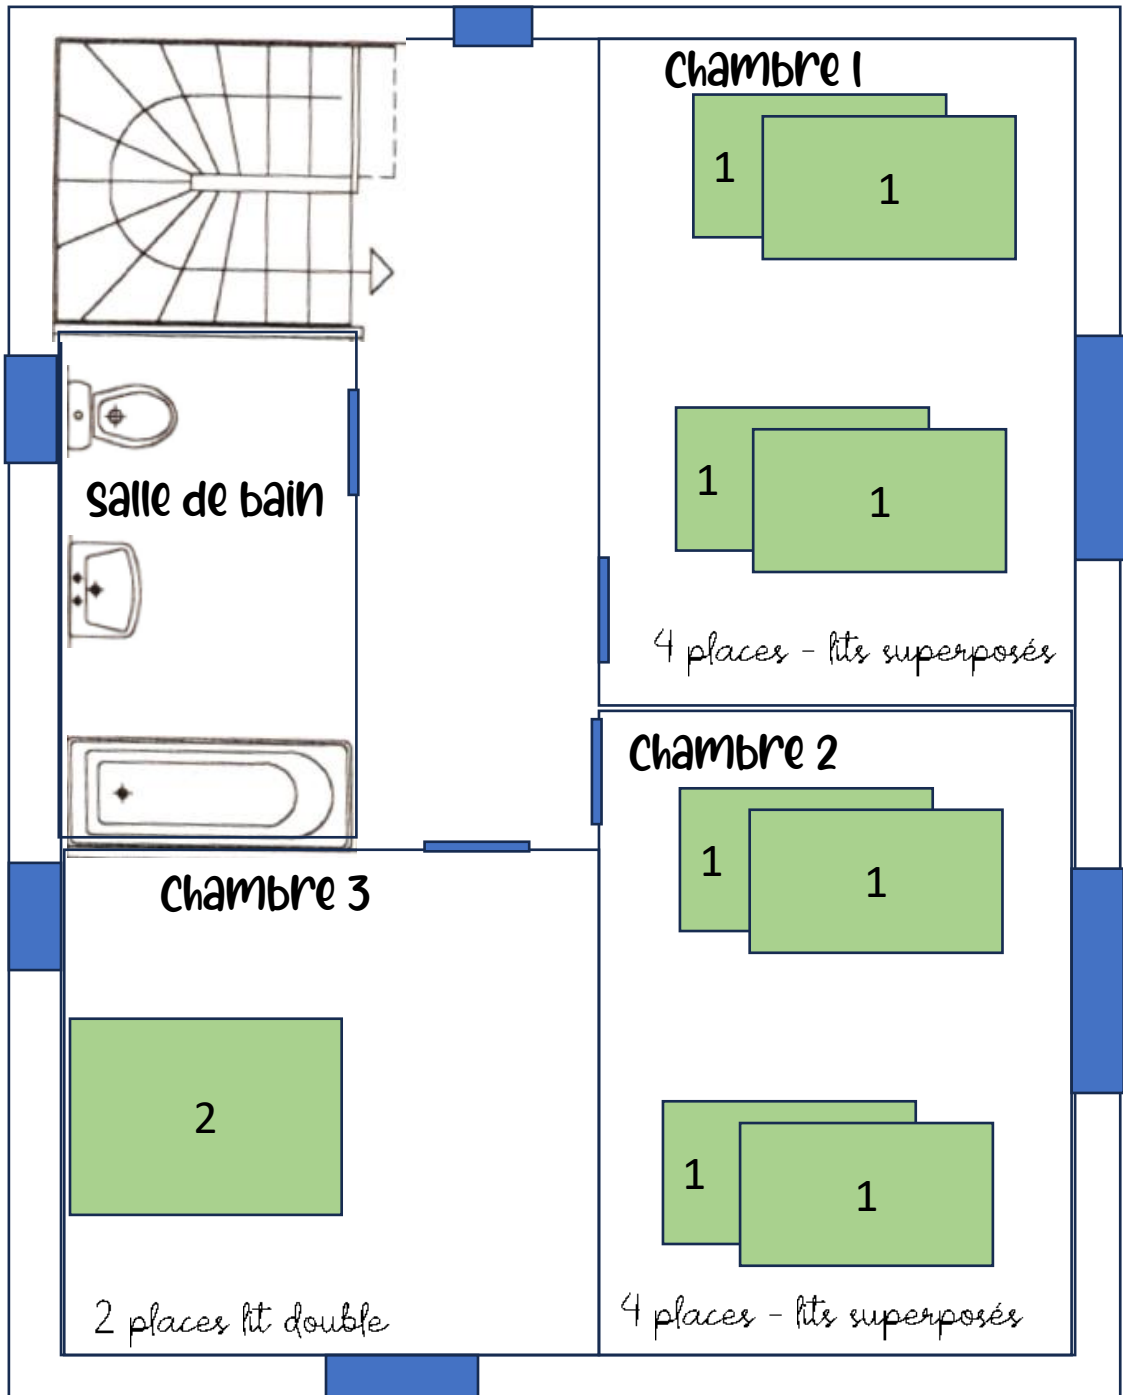 Chambre 1
1
1
1
1
4 places - lits superposés
Salle de bain
Chambre 2
1
1
1
1
4 places - lits superposés
Chambre 3
2
2 places lit double